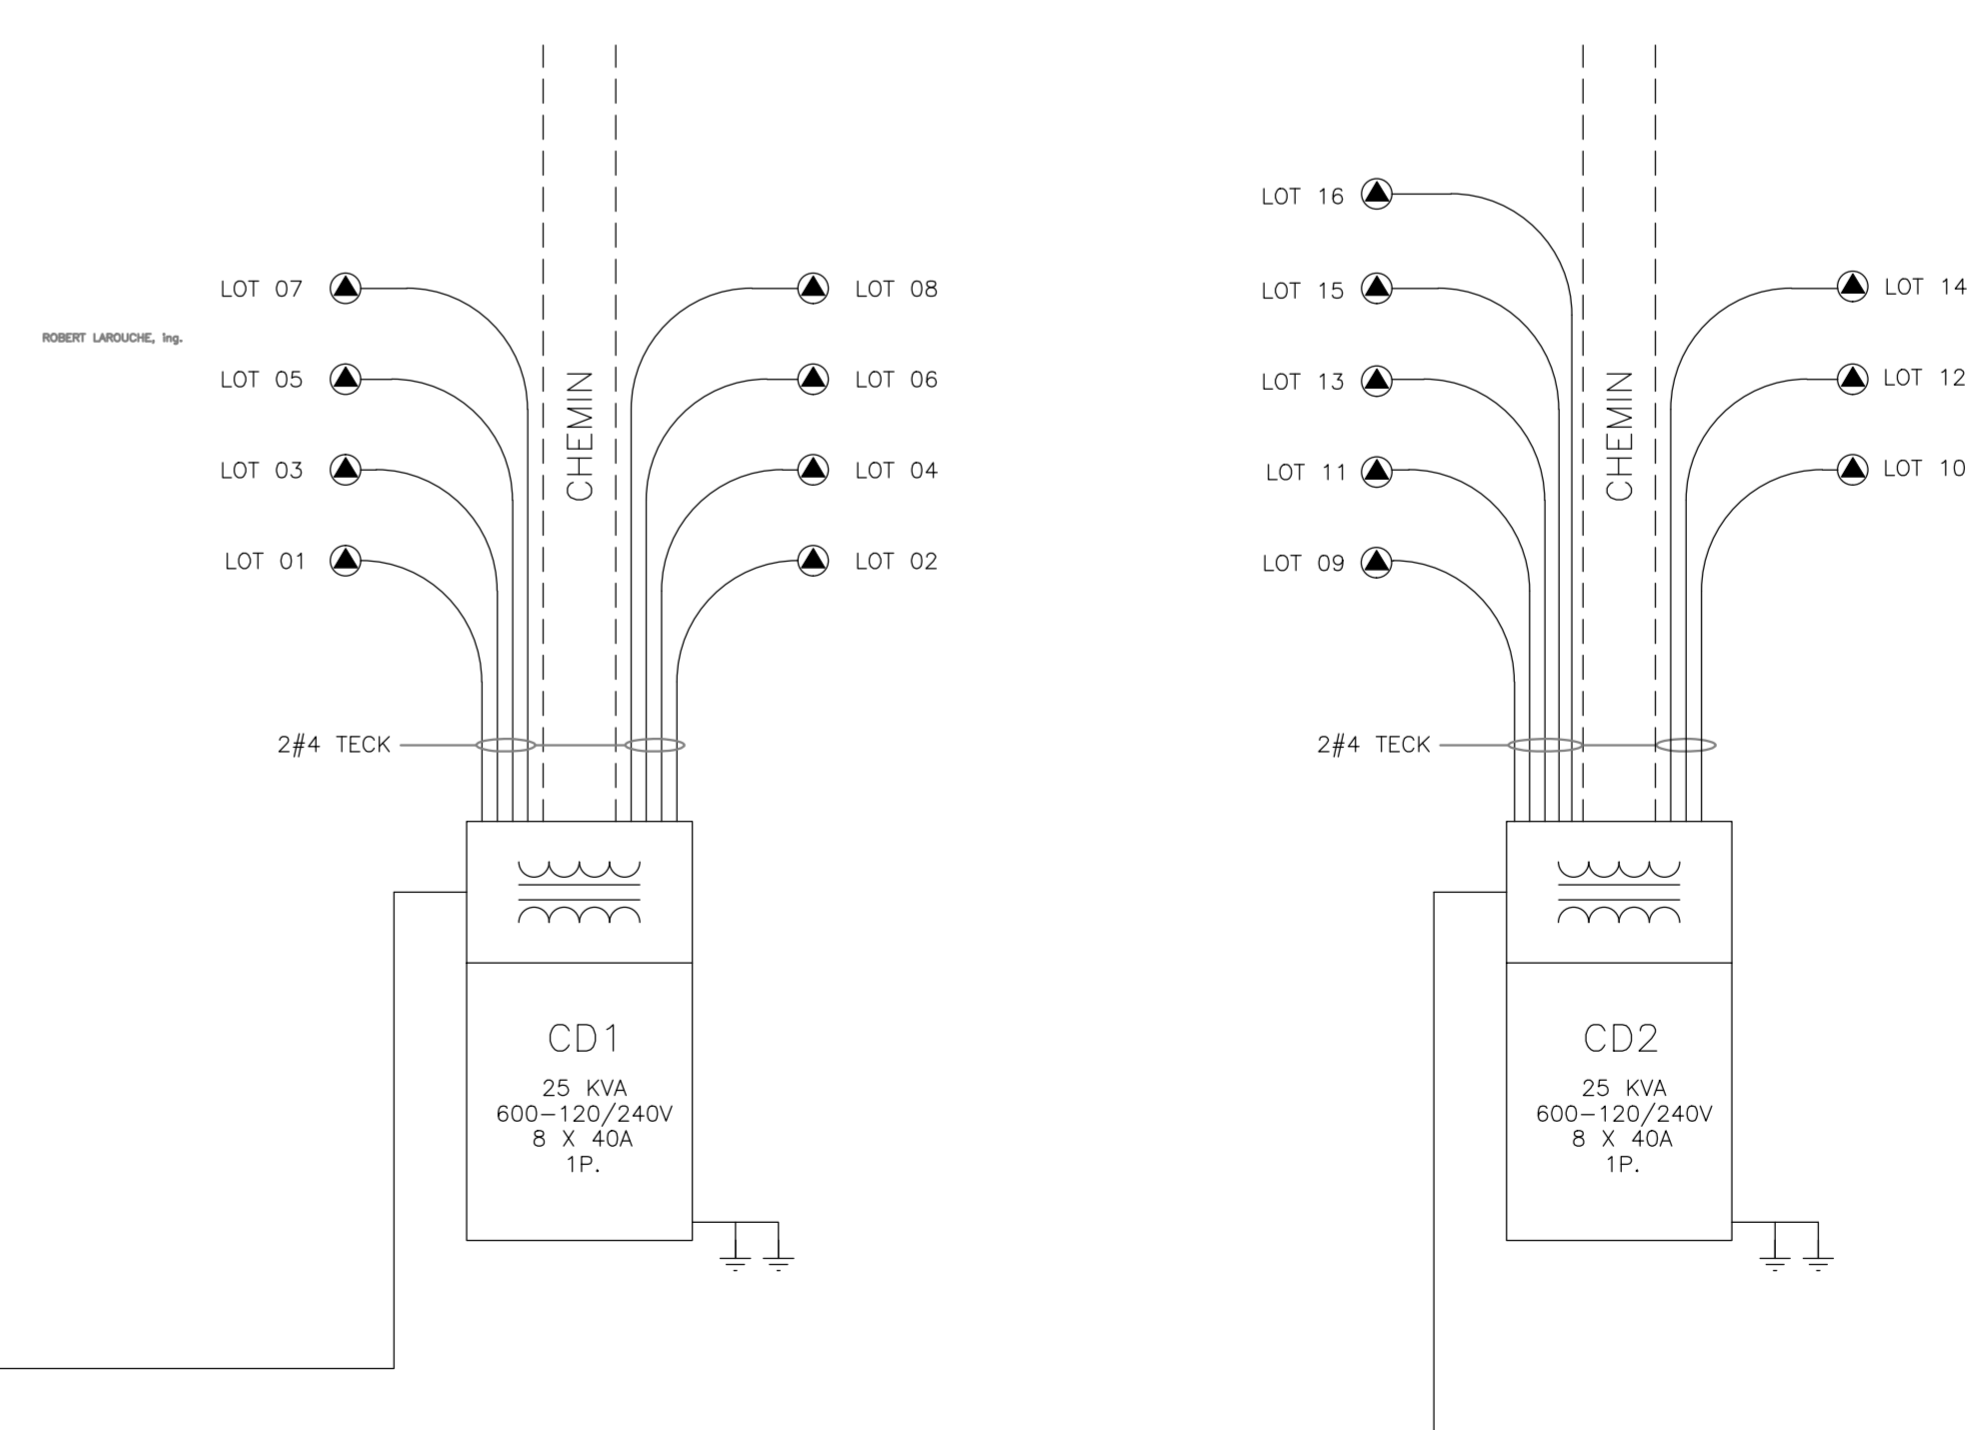 LOT 16
LOT 07
LOT 08
LOT 15
LOT 14
ROBERT LAROUCHE, ing.
LOT 05
LOT 06
LOT 13
LOT 12
CHEMIN
CHEMIN
LOT 03
LOT 04
LOT 11
LOT 10
LOT 01
LOT 02
LOT 09
2#4 TECK
2#4 TECK
CD1
25 KVA
600-120/240V
8 X 40A
1P.
CD2
25 KVA
600-120/240V
8 X 40A
1P.